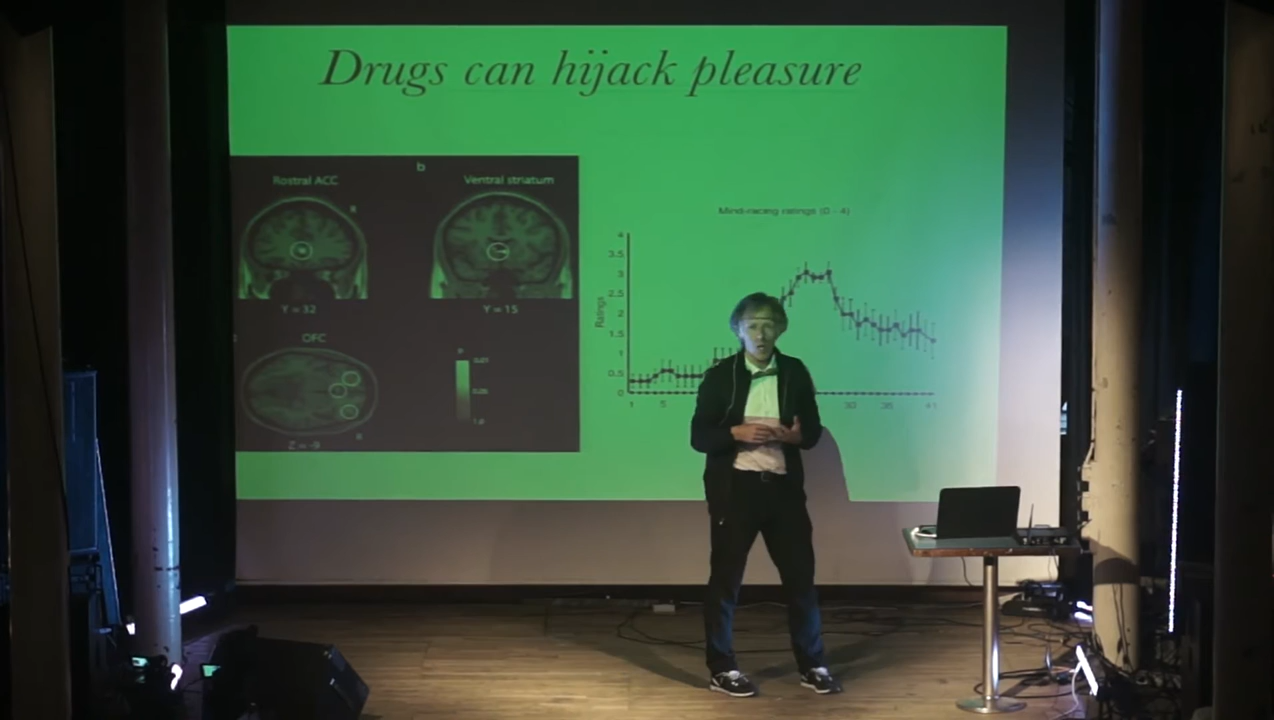 Drugs can hijack pleasure
b
Rostral ACC
Ventral striatum
R
Y = 32
Y = 15
OFC
Z = -9
Mind-racing ratings (0 - 4)
Ratings
4
3.5
3
2.5
2
1.5
1
0.5
0
1
5
30
41